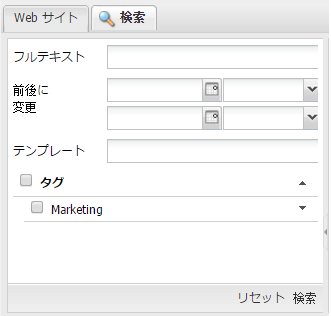 Web サイト 検索
フルテキスト
前後に
変更
テンプレート
タグ
Marketing
リセット 検索